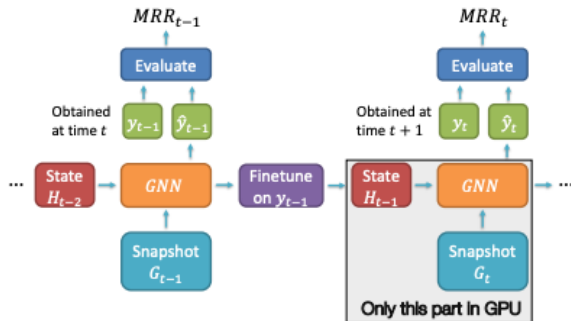 MRR_{t-1}
MRR_t
Evaluate
Evaluate
Obtained
at time t
y_{t-1}
ŷ_{t-1}
Obtained at
time t + 1
y_t
ŷ_t
...
State
H_{t-2}
GNN
Finetune
on y_{t-1}
State
H_{t-1}
GNN
...
Snapshot
G_{t-1}
Snapshot
G_t
Only this part in GPU